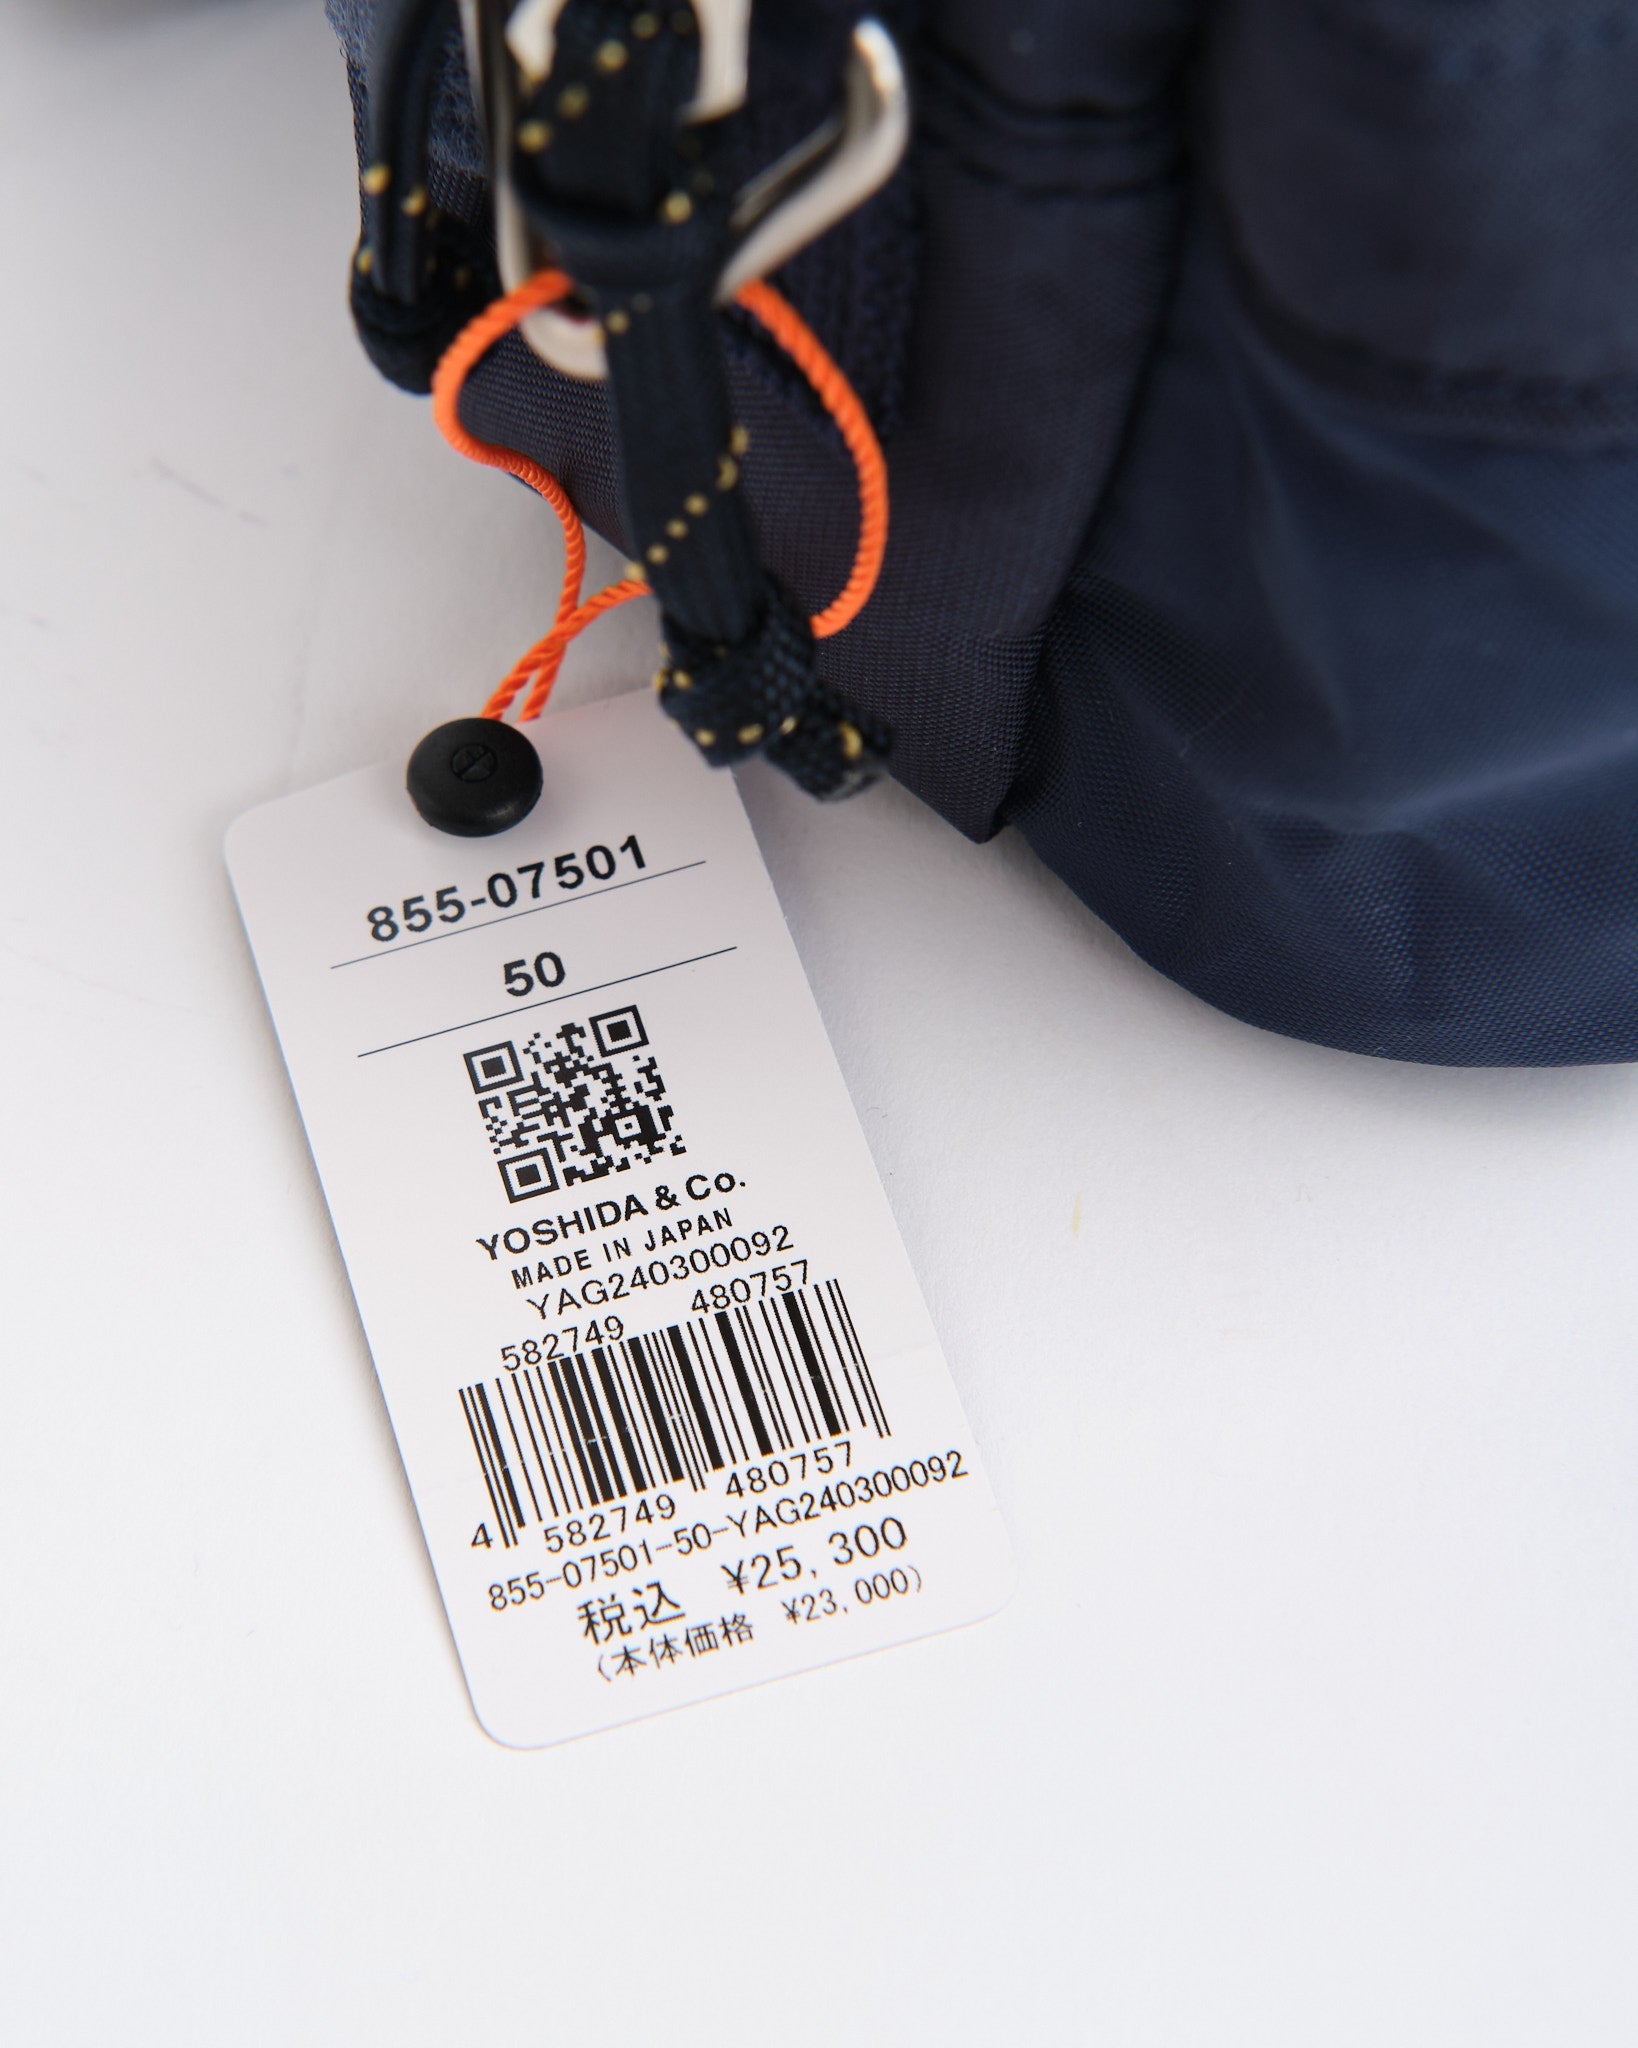 855-07501
50
YOSHIDA & Co.
MADE IN JAPAN
YAG240300092
582749 480757
4 582749 480757
855-07501-50-YAG240300092
税込 ¥25,300
(本体価格 ¥23,000)